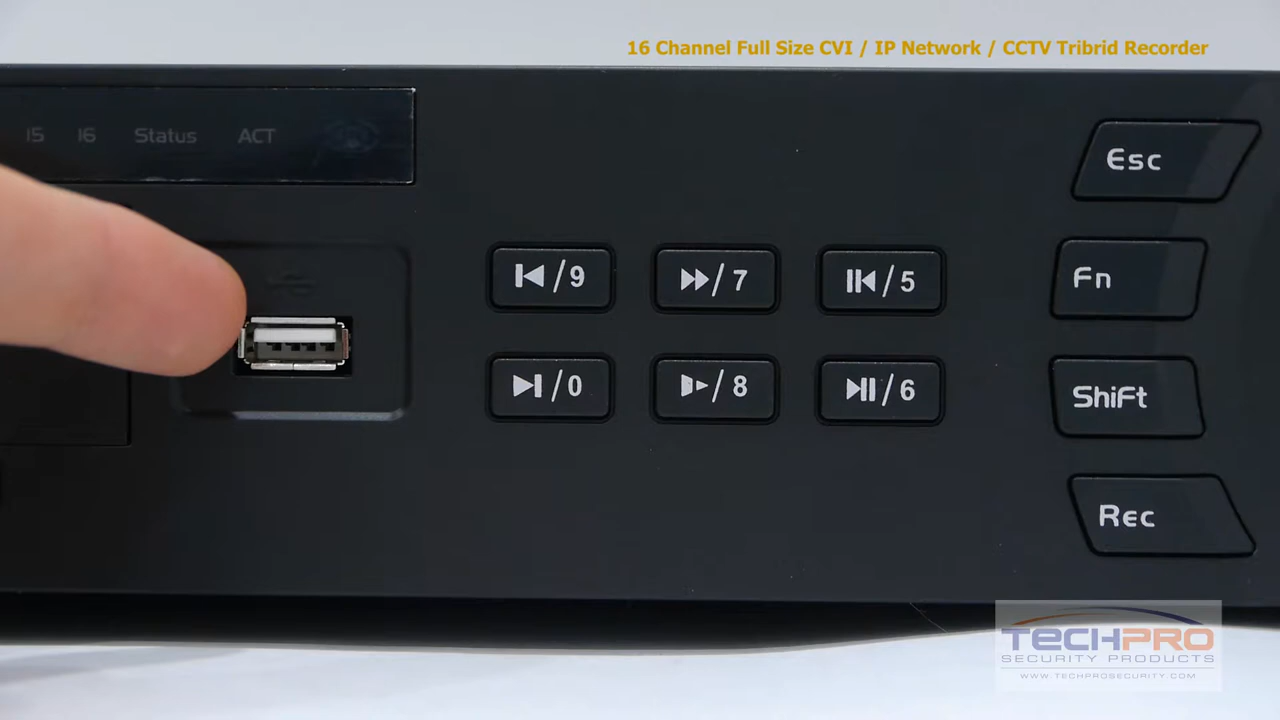 16 Channel Full Size CVI / IP Network / CCTV Tribrid Recorder
15 16 Status ACT
Esc
/9 /7 /5
Fn
/0 /8 /6
Shift
Rec
TECHPRO
SECURITY PRODUCTS
WWW.TECHPROSECURITY.COM